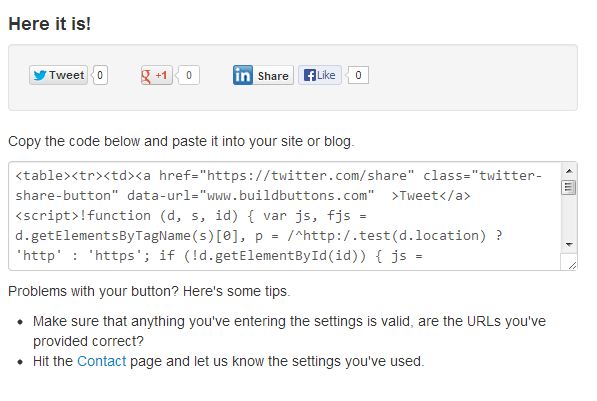 Here it is!
Tweet 0 g +1 0 in Share f Like 0
Copy the code below and paste it into your site or blog.
<table><tr><td><a href="https://twitter.com/share" class="twitter-
share-button" data-url="www.buildbuttons.com"  >Tweet</a>
<script>!function (d, s, id) { var js, fjs =
d.getElementsByTagName(s)[0], p = /^http:/.test(d.location) ?
'http' : 'https'; if (!d.getElementById(id)) { js =
Problems with your button? Here's some tips.
Make sure that anything you've entering the settings is valid, are the URLs you've
provided correct?
Hit the Contact page and let us know the settings you've used.